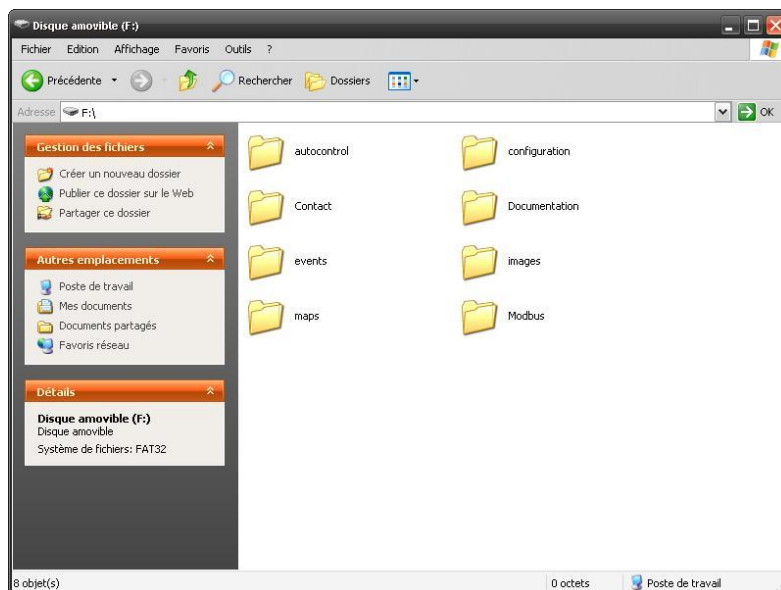 Disque amovible (F:)
Fichier Edition Affichage Favoris Outils ?
Précédente Rechercher Dossiers
Adresse F:\ OK
Gestion des fichiers
Créer un nouveau dossier
Publier ce dossier sur le Web
Partager ce dossier
Autres emplacements
Poste de travail
Mes documents
Documents partagés
Favoris réseau
Détails
Disque amovible (F:)
Disque amovible
Système de fichiers: FAT32
autocontrol configuration
Contact Documentation
events images
maps Modbus
8 objet(s) 0 octets Poste de travail